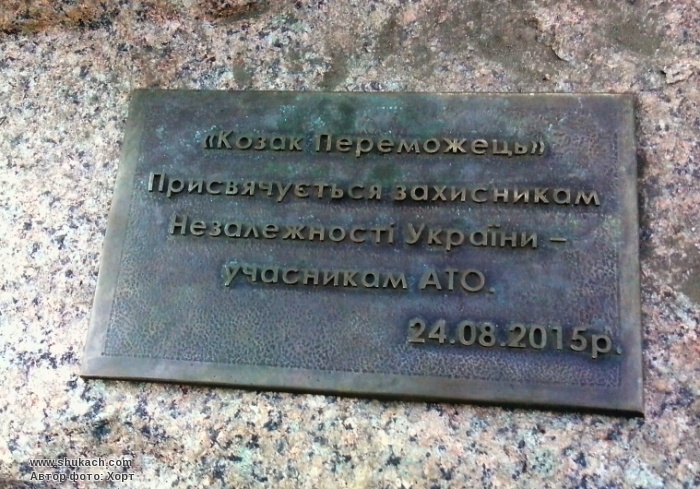 «Козак Переможець»
Присвячується захисникам
Незалежності України –
учасникам АТО.
24.08.2015р.
www.shukach.com
Автор фото: Хорт